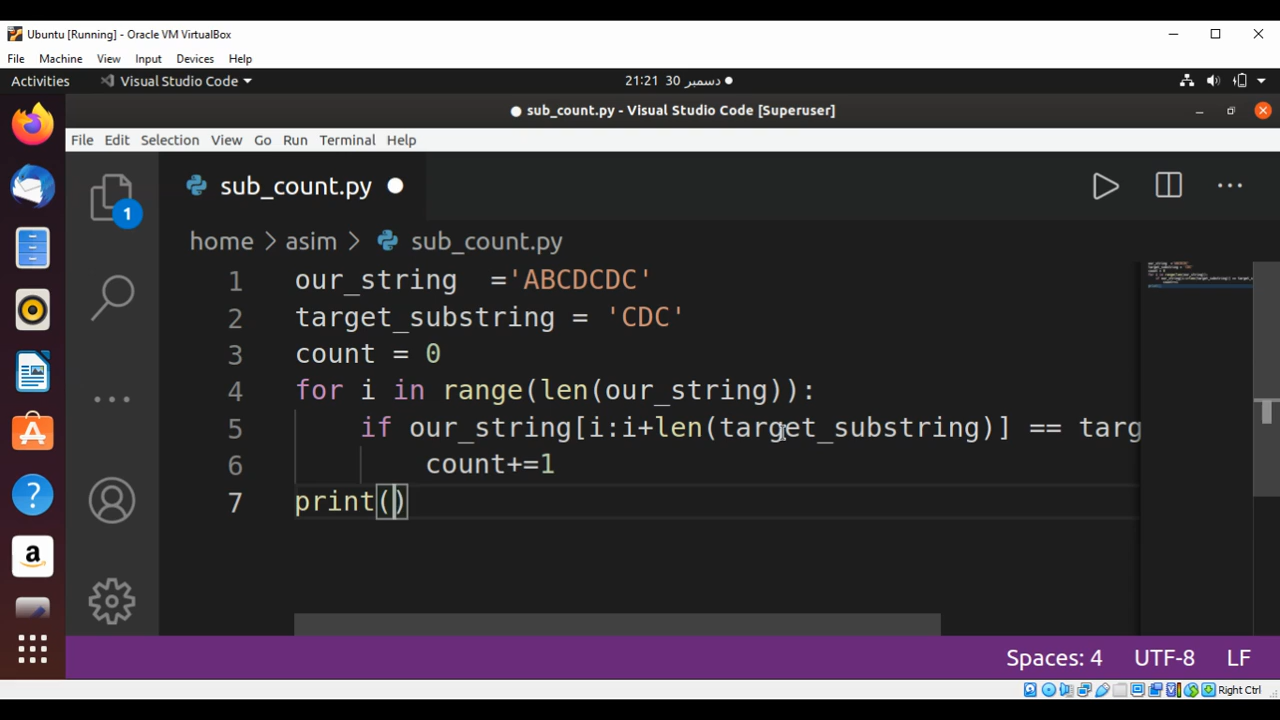 Ubuntu [Running] - Oracle VM VirtualBox
File Machine View Input Devices Help
Activities Visual Studio Code 21:21 30 دسمبر
sub_count.py - Visual Studio Code [Superuser]
File Edit Selection View Go Run Terminal Help
sub_count.py
1
home > asim > sub_count.py
1 our_string ='ABCDCDC'
2 target_substring = 'CDC'
3 count = 0
4 for i in range(len(our_string)):
5 if our_string[i:i+len(target_substring)] == targ
6 count+=1
7 print()
Spaces: 4 UTF-8 LF
Right Ctrl